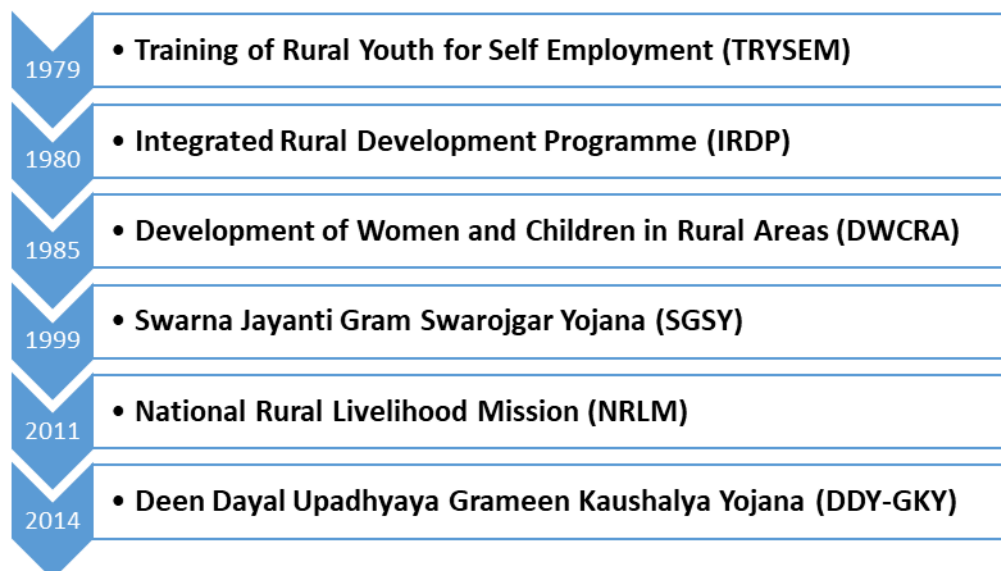 1979
• Training of Rural Youth for Self Employment (TRYSEM)
1980
• Integrated Rural Development Programme (IRDP)
1985
• Development of Women and Children in Rural Areas (DWCRA)
1999
• Swarna Jayanti Gram Swarojgar Yojana (SGSY)
2011
• National Rural Livelihood Mission (NRLM)
2014
• Deen Dayal Upadhyaya Grameen Kaushalya Yojana (DDY-GKY)